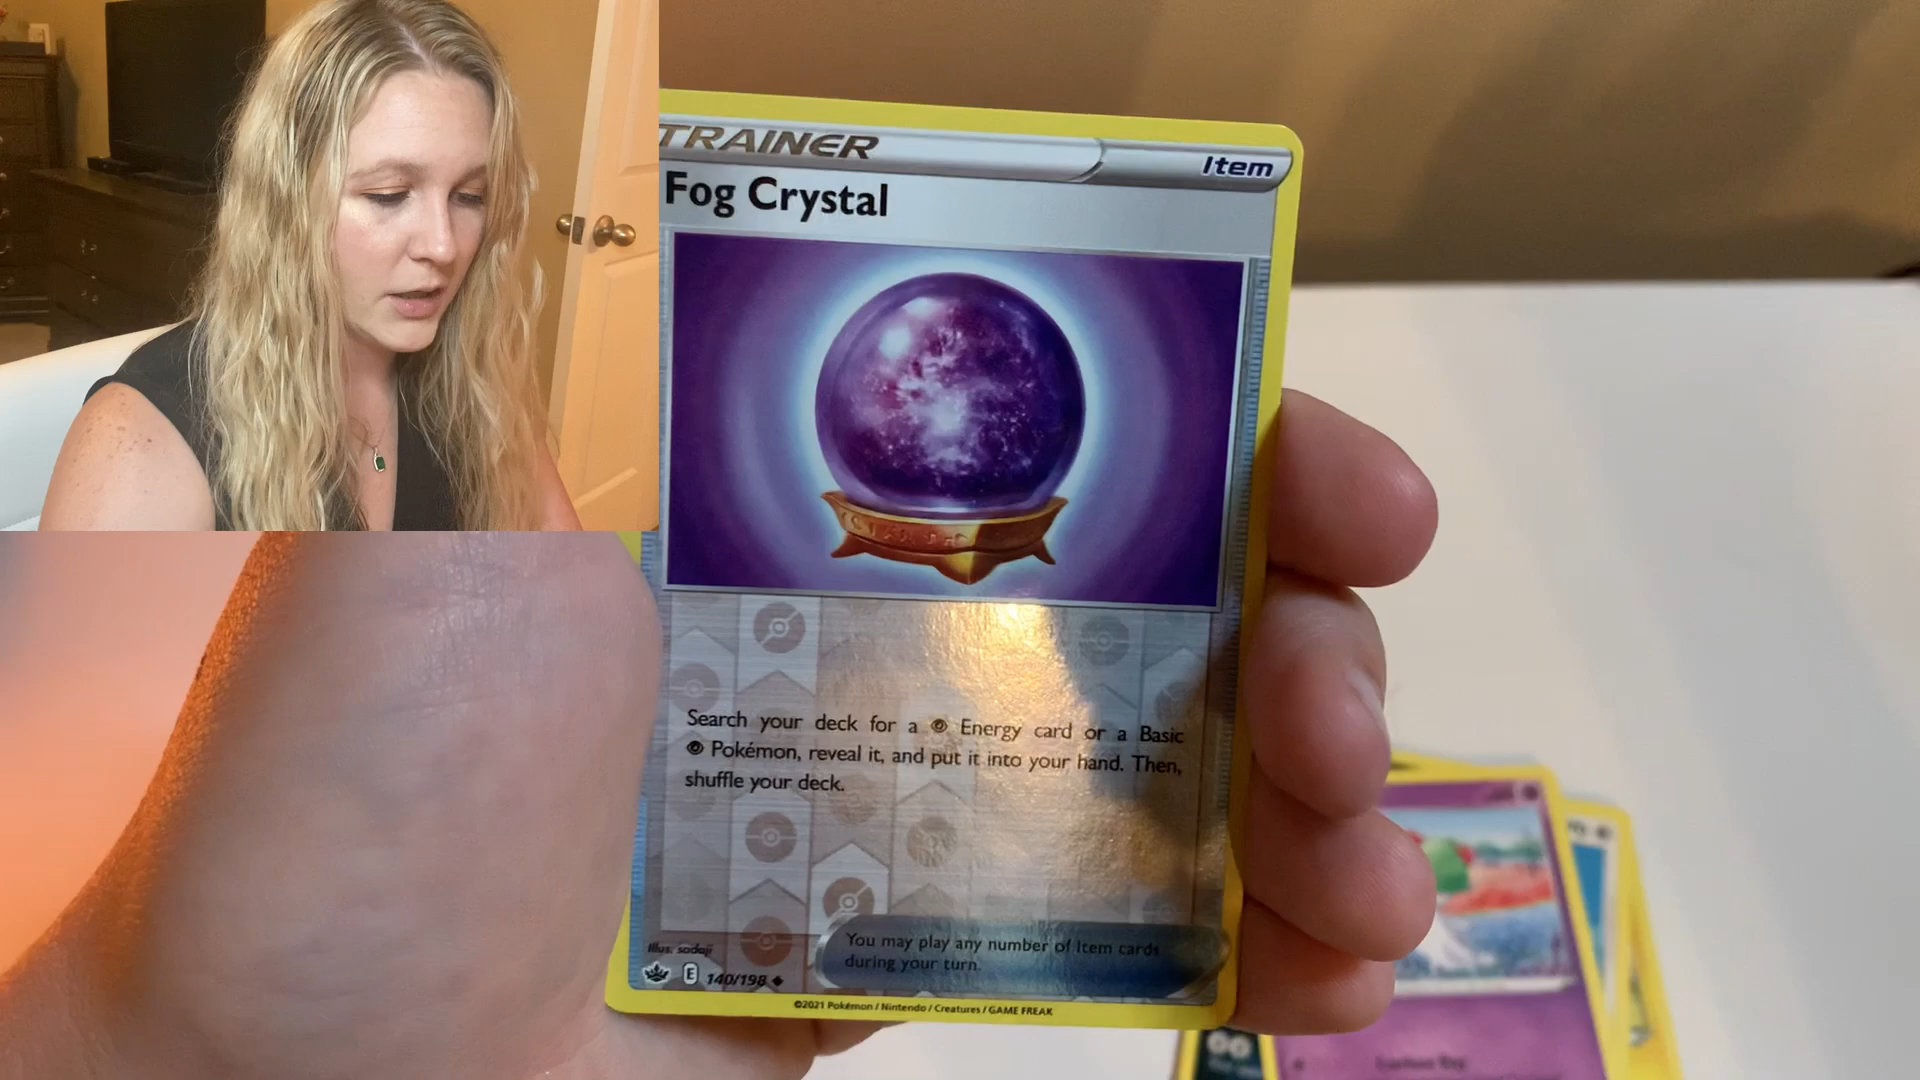 TRAINER
Item
Fog Crystal
Search your deck for a Energy card or a Basic
Pokémon, reveal it, and put it into your hand. Then,
shuffle your deck.
You may play any number of Item cards
during your turn.
Illus. sadaji
E 140/198
©2021 Pokémon / Nintendo / Creatures / GAME FREAK